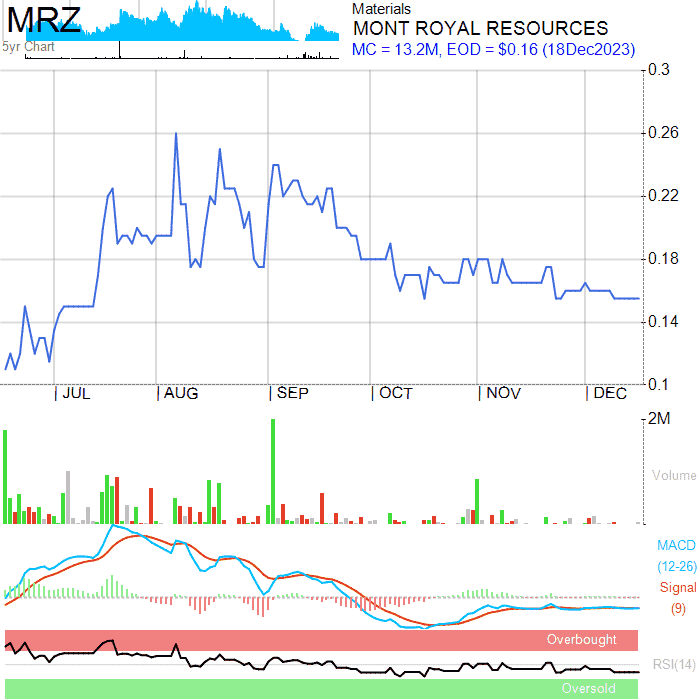 MRZ
5yr Chart
Materials
MONT ROYAL RESOURCES
MC = 13.2M, EOD = $0.16 (18Dec2023)
0.3
0.26
0.22
0.18
0.14
0.1
JUL AUG SEP OCT NOV DEC
2M
Volume
MACD
(12-26)
Signal
(9)
Overbought
RSI(14)
Oversold